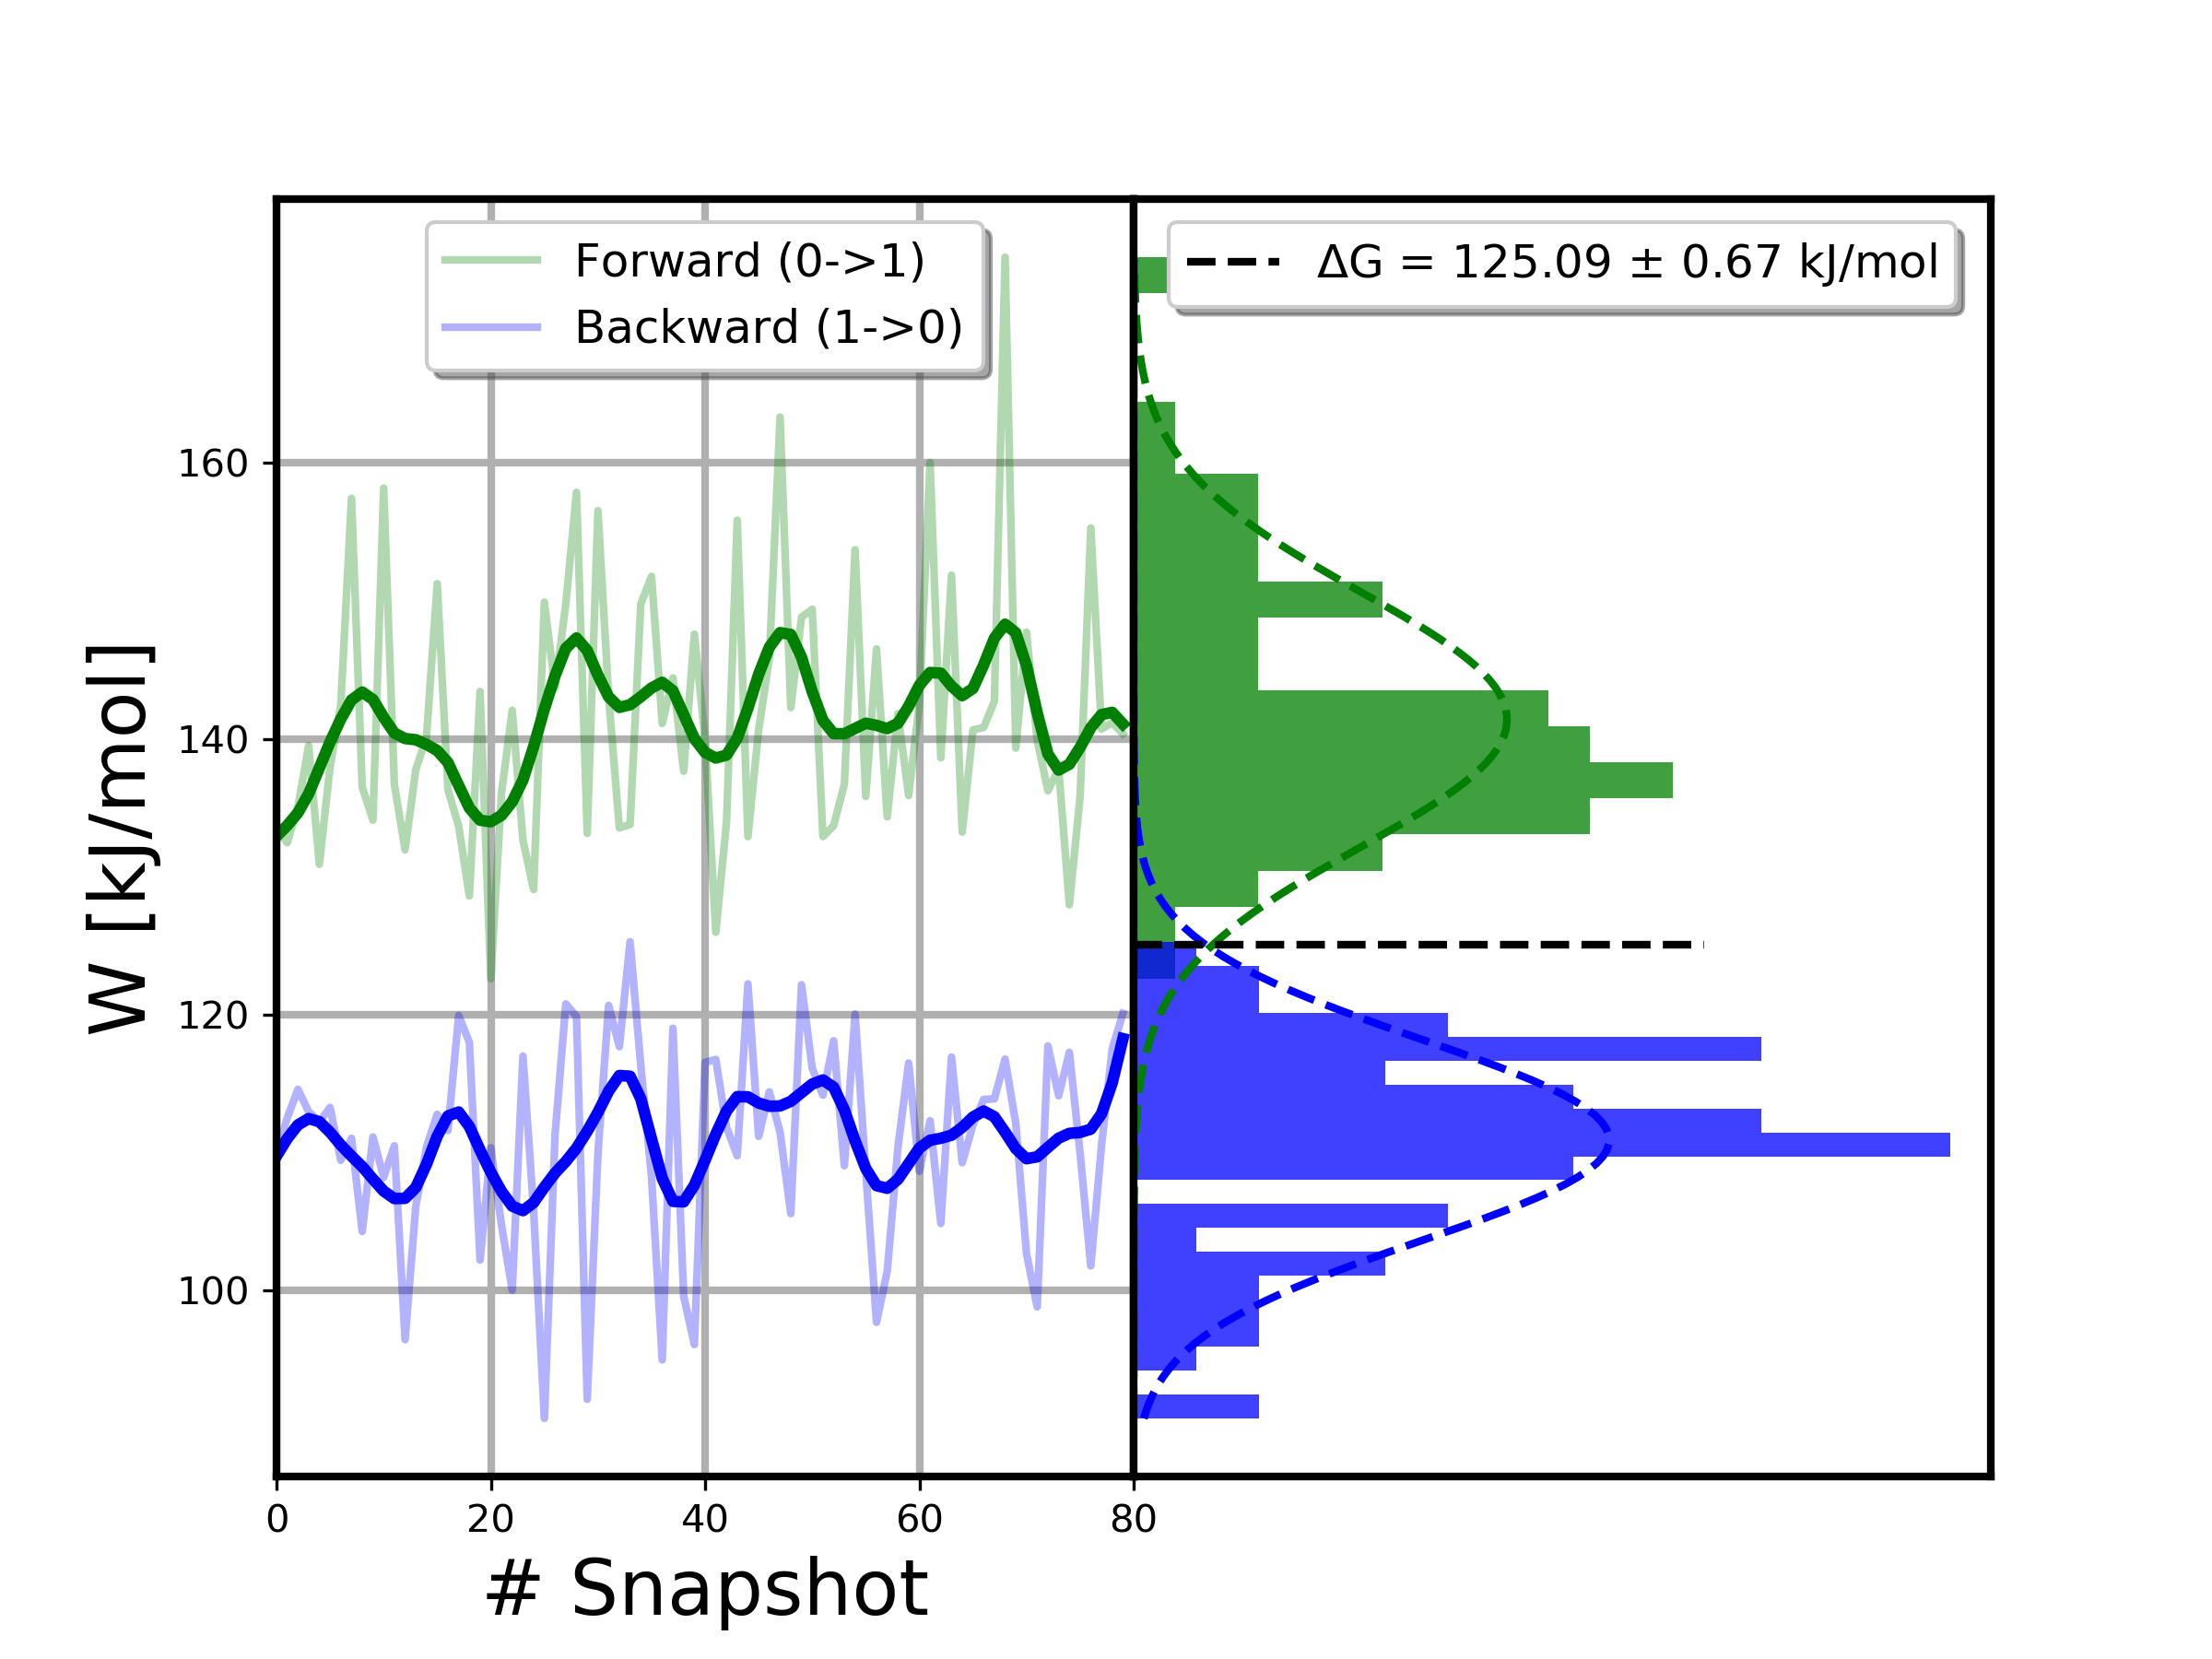 Forward (0->1)
Backward (1->0)
ΔG = 125.09 ± 0.67 kJ/mol
W [kJ/mol]
160
140
120
100
0 20 40 60 80
# Snapshot